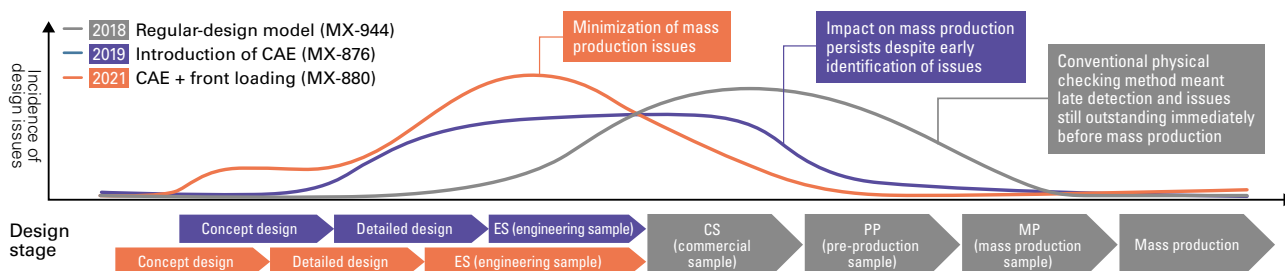 Incidence of
design issues
2018 Regular-design model (MX-944)
2019 Introduction of CAE (MX-876)
2021 CAE + front loading (MX-880)
Minimization of mass
production issues
Impact on mass production
persists despite early
identification of issues
Conventional physical
checking method meant
late detection and issues
still outstanding immediately
before mass production
Design
stage
Concept design
Detailed design
ES (engineering sample)
Concept design
Detailed design
ES (engineering sample)
CS
(commercial
sample)
PP
(pre-production
sample)
MP
(mass production
sample)
Mass production